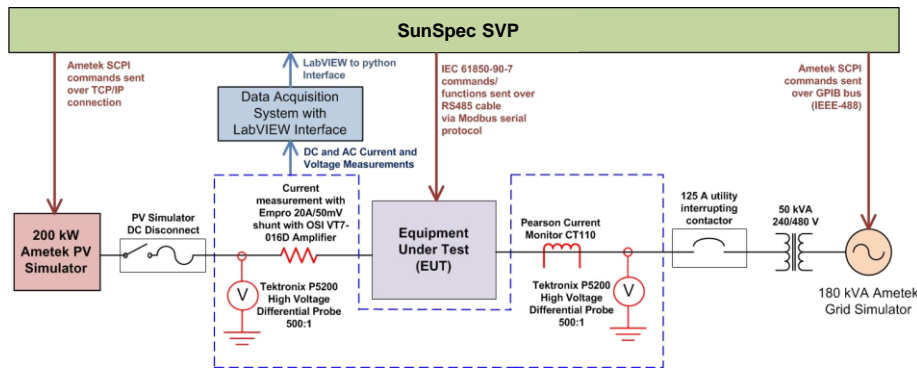 SunSpec SVP
Ametek SCPI
commands sent
over TCP/IP
connection
LabVIEW to python
Interface
Data Acquisition
System with
LabVIEW Interface
DC and AC Current and
Voltage Measurements
IEC 61850-90-7
commands/
functions sent over
RS485 cable
via Modbus serial
protocol
Ametek SCPI
commands sent
over GPIB bus
(IEEE-488)
200 kW
Ametek PV
Simulator
PV Simulator
DC Disconnect
Current
measurement with
Empro 20A/50mV
shunt with OSI VT7-
016D Amplifier
V
Tektronix P5200
High Voltage
Differential Probe
500:1
Equipment
Under Test
(EUT)
Pearson Current
Monitor CT110
Tektronix P5200
High Voltage
Differential Probe
500:1
V
125 A utility
interrupting
contactor
50 kVA
240/480 V
180 kVA Ametek
Grid Simulator